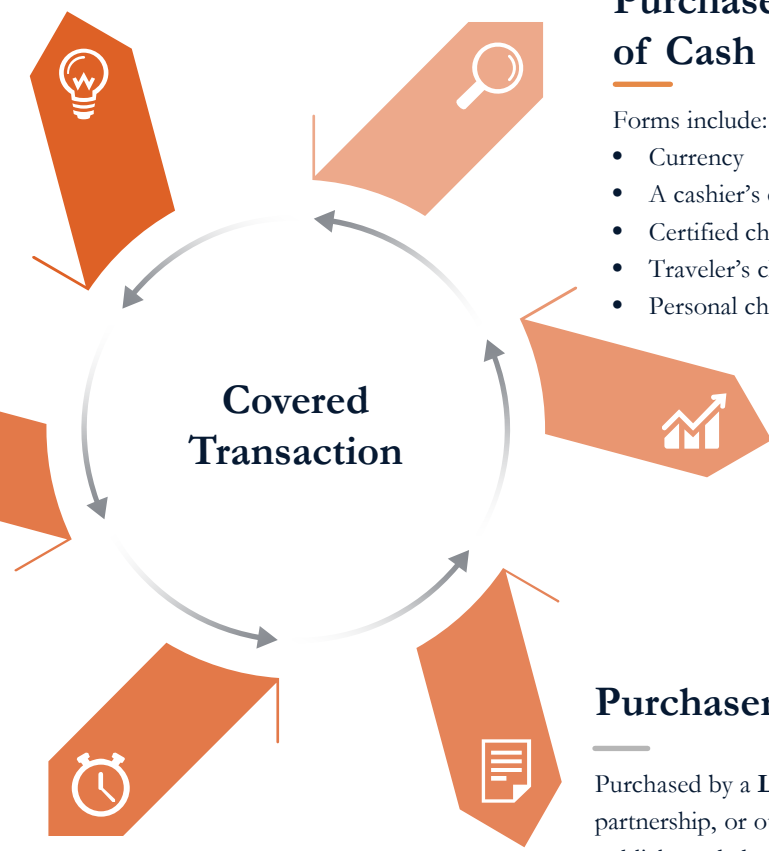 Purchase
of Cash
Forms include:
• Currency
• A cashier's
• Certified
• Traveler's
• Personal
Covered
Transaction
Purchaser
Purchased by a
partnership, or